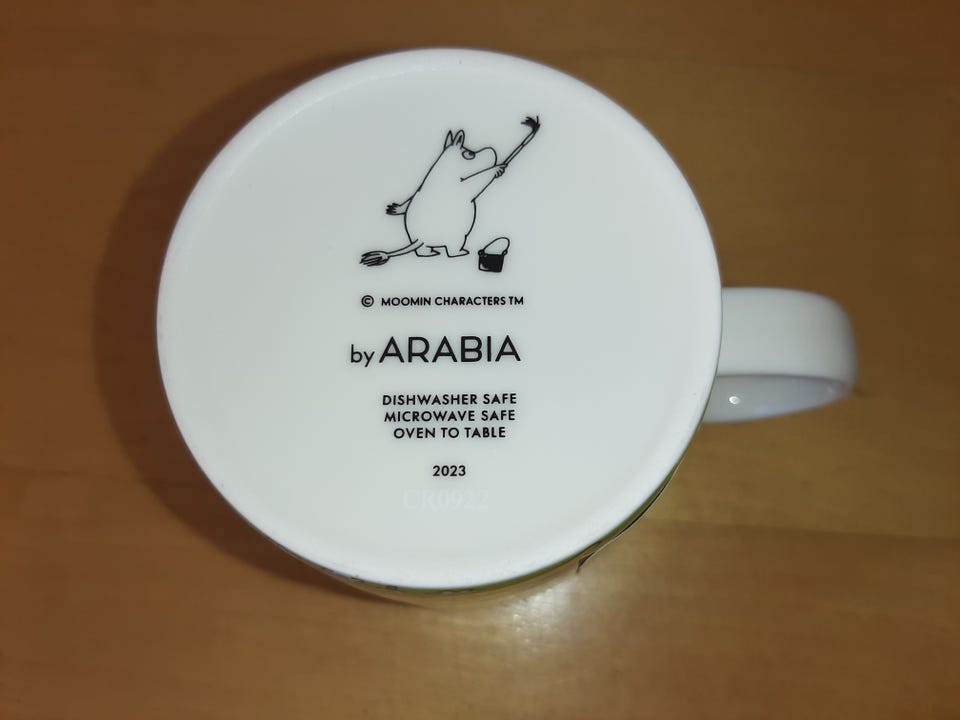 © MOOMIN CHARACTERS TM
by ARABIA
DISHWASHER SAFE
MICROWAVE SAFE
OVEN TO TABLE
2023
CR0922